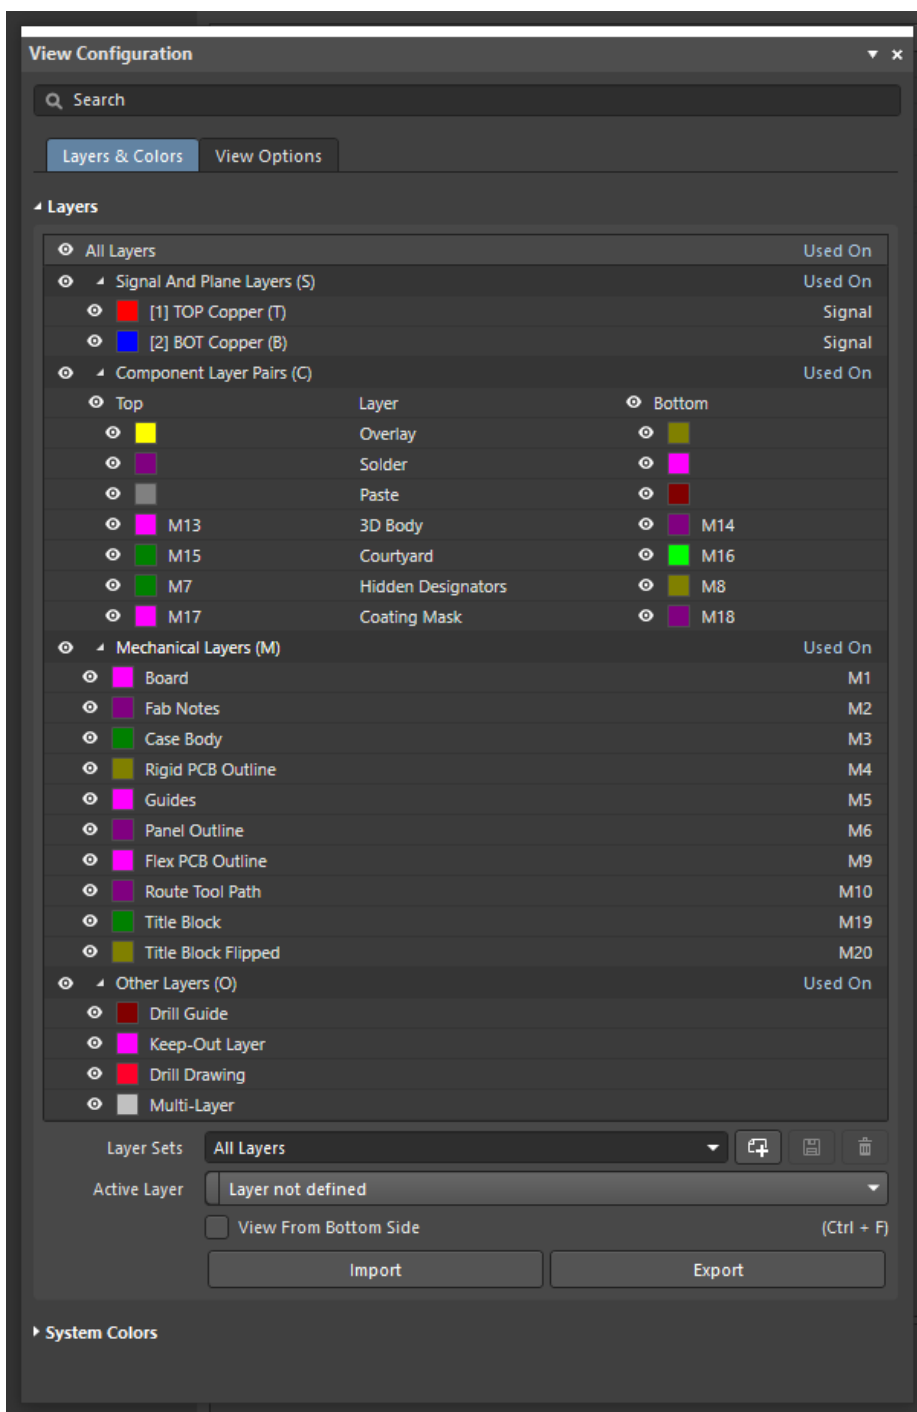 View Configuration
Search
Layers & Colors View Options
Layers
All Layers Used On
Signal And Plane Layers (S) Used On
[1] TOP Copper (T) Signal
[2] BOT Copper (B) Signal
Component Layer Pairs (C) Used On
Top Layer Bottom
Overlay
Solder
Paste
M13 3D Body M14
M15 Courtyard M16
M7 Hidden Designators M8
M17 Coating Mask M18
Mechanical Layers (M) Used On
Board M1
Fab Notes M2
Case Body M3
Rigid PCB Outline M4
Guides M5
Panel Outline M6
Flex PCB Outline M9
Route Tool Path M10
Title Block M19
Title Block Flipped M20
Other Layers (O) Used On
Drill Guide
Keep-Out Layer
Drill Drawing
Multi-Layer
Layer Sets All Layers
Active Layer Layer not defined
View From Bottom Side (Ctrl + F)
Import Export
System Colors